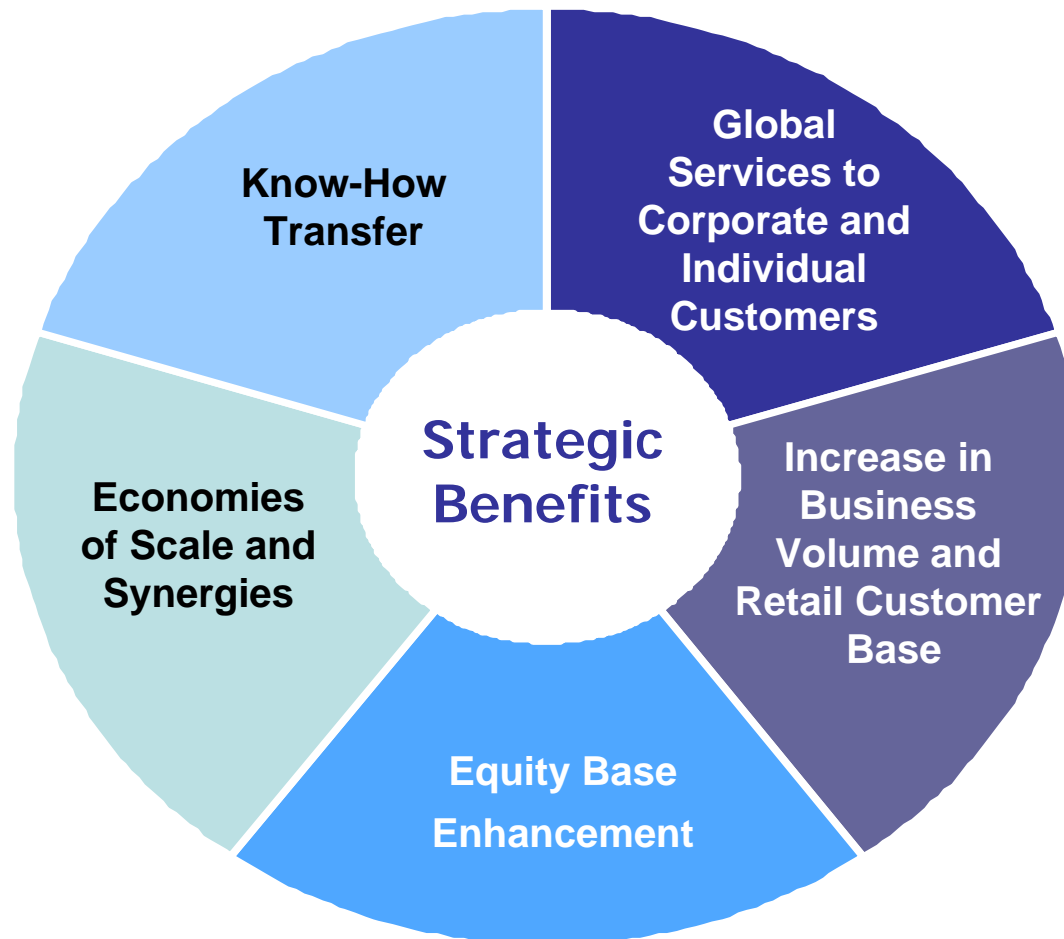 Know-How
Transfer
Global
Services to
Corporate and
Individual
Customers
Strategic
Benefits
Economies
of Scale and
Synergies
Increase in
Business
Volume and
Retail Customer
Base
Equity Base
Enhancement